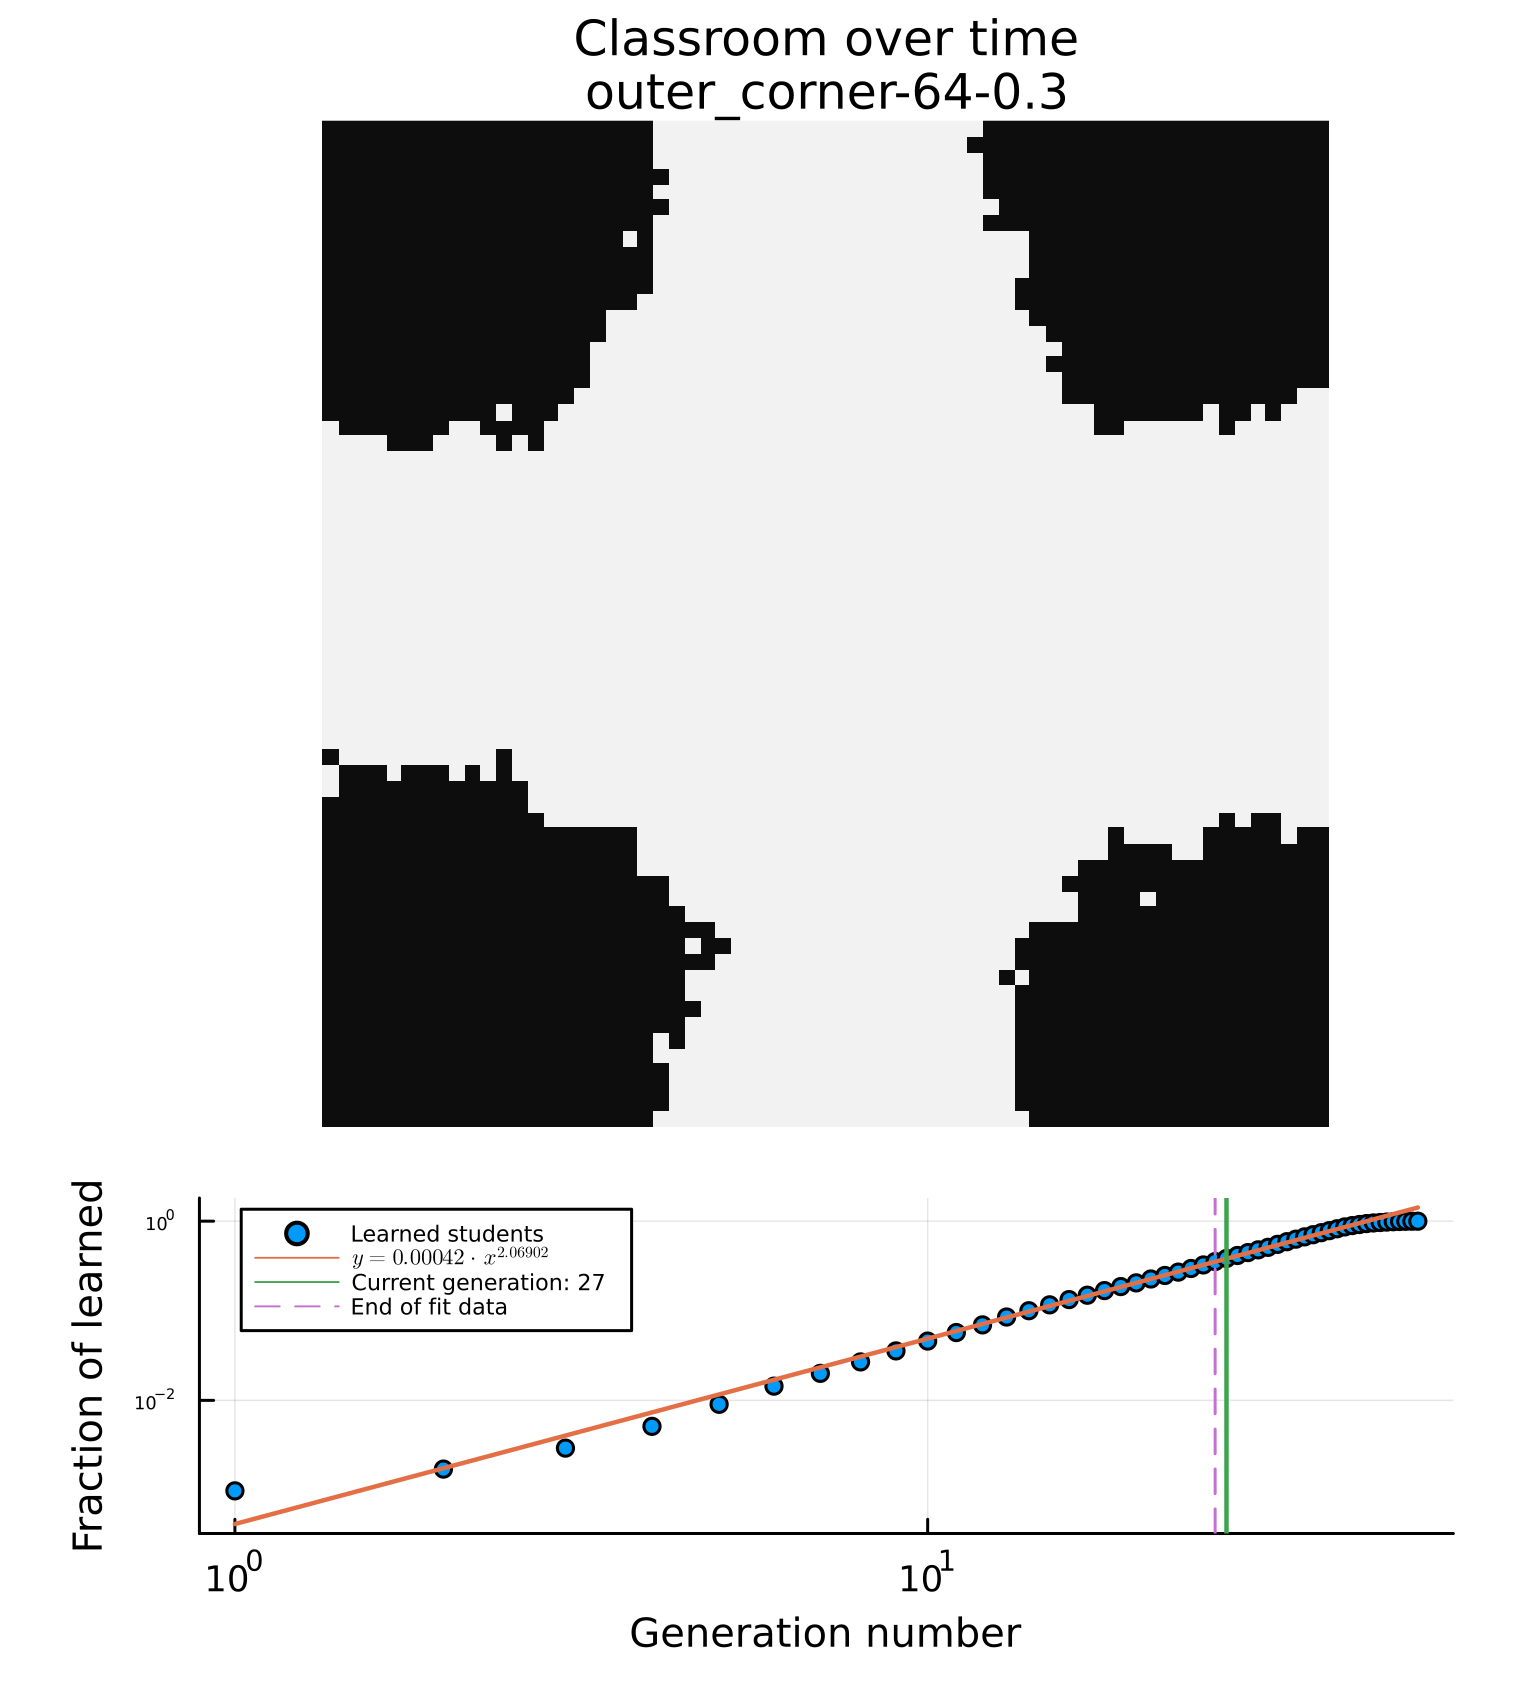 Classroom over time
outer_corner-64-0.3
Fraction of learned
10^0
10^−2
Learned students
y = 0.00042 · x^2.06902
Current generation: 27
End of fit data
10^0
10^1
Generation number